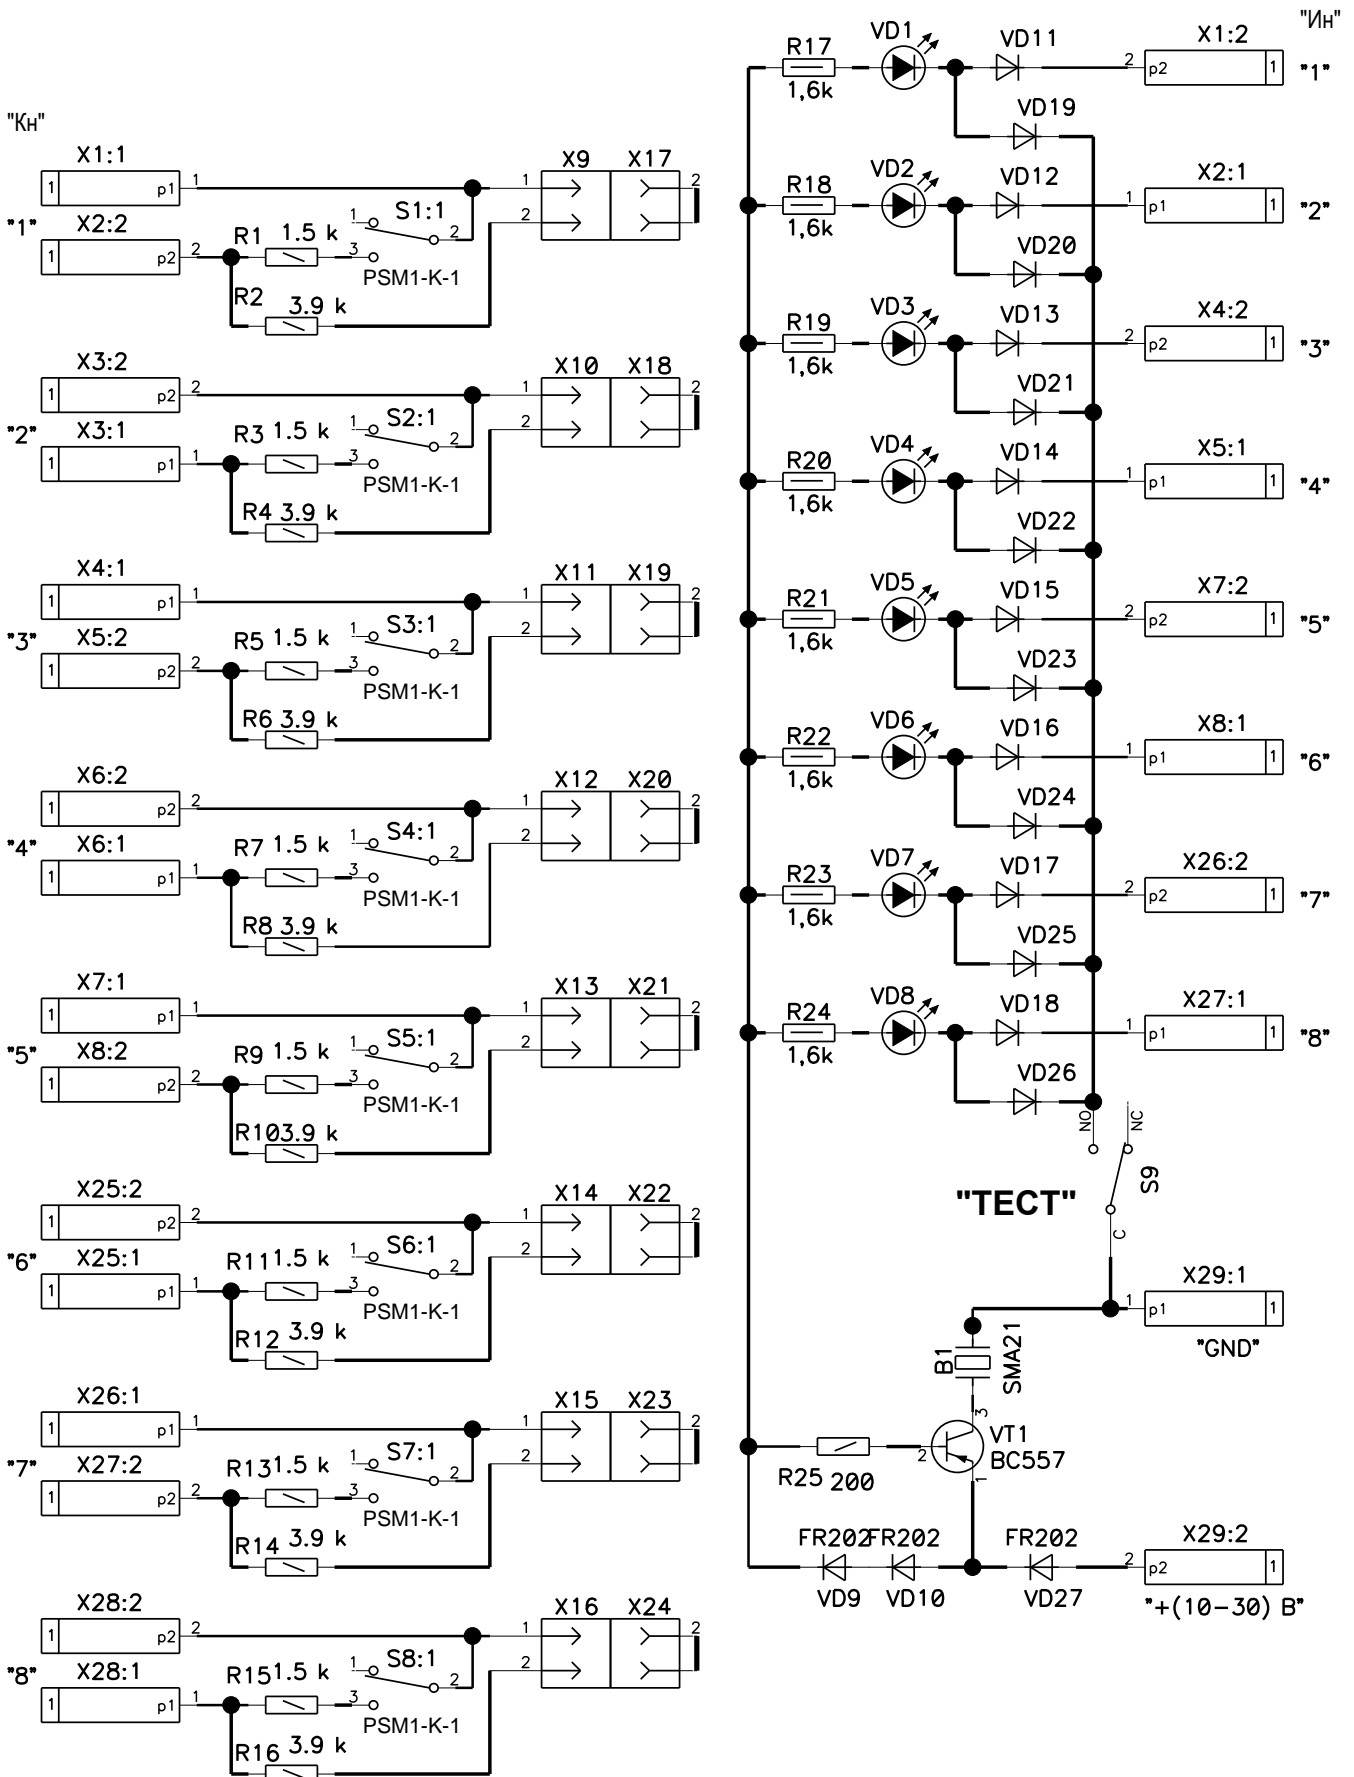 "Кн"
X1:1
1 p1 1
"1"
X2:2
1 p2 2
R1 1.5 k
R2 3.9 k
1 S1:1 2
3
PSM1-K-1
X9 X17
1 2
2
X3:2
1 p2 2
"2"
X3:1
1 p1 1
R3 1.5 k
R4 3.9 k
1 S2:1 2
3
PSM1-K-1
X10 X18
1 2
2
X4:1
1 p1 1
"3"
X5:2
1 p2 2
R5 1.5 k
R6 3.9 k
1 S3:1 2
3
PSM1-K-1
X11 X19
1 2
2
X6:2
1 p2 2
"4"
X6:1
1 p1 1
R7 1.5 k
R8 3.9 k
1 S4:1 2
3
PSM1-K-1
X12 X20
1 2
2
X7:1
1 p1 1
"5"
X8:2
1 p2 2
R9 1.5 k
R10 3.9 k
1 S5:1 2
3
PSM1-K-1
X13 X21
1 2
2
X25:2
1 p2 2
"6"
X25:1
1 p1 1
R11 1.5 k
R12 3.9 k
1 S6:1 2
3
PSM1-K-1
X14 X22
1 2
2
X26:1
1 p1 1
"7"
X27:2
1 p2 2
R13 1.5 k
R14 3.9 k
1 S7:1 2
3
PSM1-K-1
X15 X23
1 2
2
X28:2
1 p2 2
"8"
X28:1
1 p1 1
R15 1.5 k
R16 3.9 k
1 S8:1 2
3
PSM1-K-1
X16 X24
1 2
2
"Ин"
R17 VD1 VD11 X1:2
1,6k 2 p2 1 "1"
VD19
R18 VD2 VD12 X2:1
1,6k 1 p1 1 "2"
VD20
R19 VD3 VD13 X4:2
1,6k 2 p2 1 "3"
VD21
R20 VD4 VD14 X5:1
1,6k 1 p1 1 "4"
VD22
R21 VD5 VD15 X7:2
1,6k 2 p2 1 "5"
VD23
R22 VD6 VD16 X8:1
1,6k 1 p1 1 "6"
VD24
R23 VD7 VD17 X26:2
1,6k 2 p2 1 "7"
VD25
R24 VD8 VD18 X27:1
1,6k 1 p1 1 "8"
VD26
NO NC
S9
C
"ТЕСТ"
X29:1
1 p1 1
"GND"
B1 SMA21
3
VT1
BC557
2
1
R25 200
FR202 FR202 FR202 X29:2
2 p2 1
VD9 VD10 VD27 "+(10-30) В"